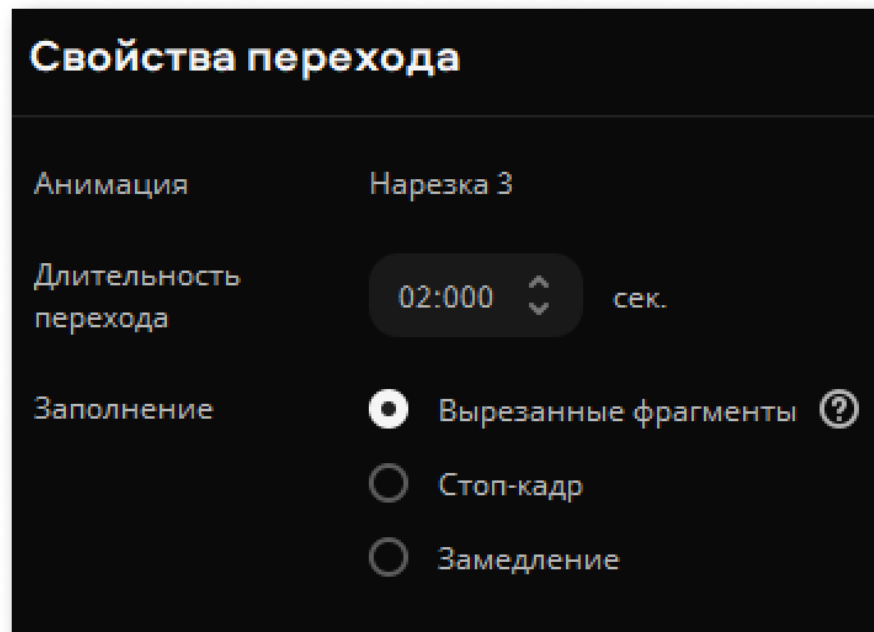 Свойства перехода
Анимация Нарезка 3
Длительность перехода 02:000 сек.
Заполнение Вырезанные фрагменты ?
Стоп-кадр
Замедление